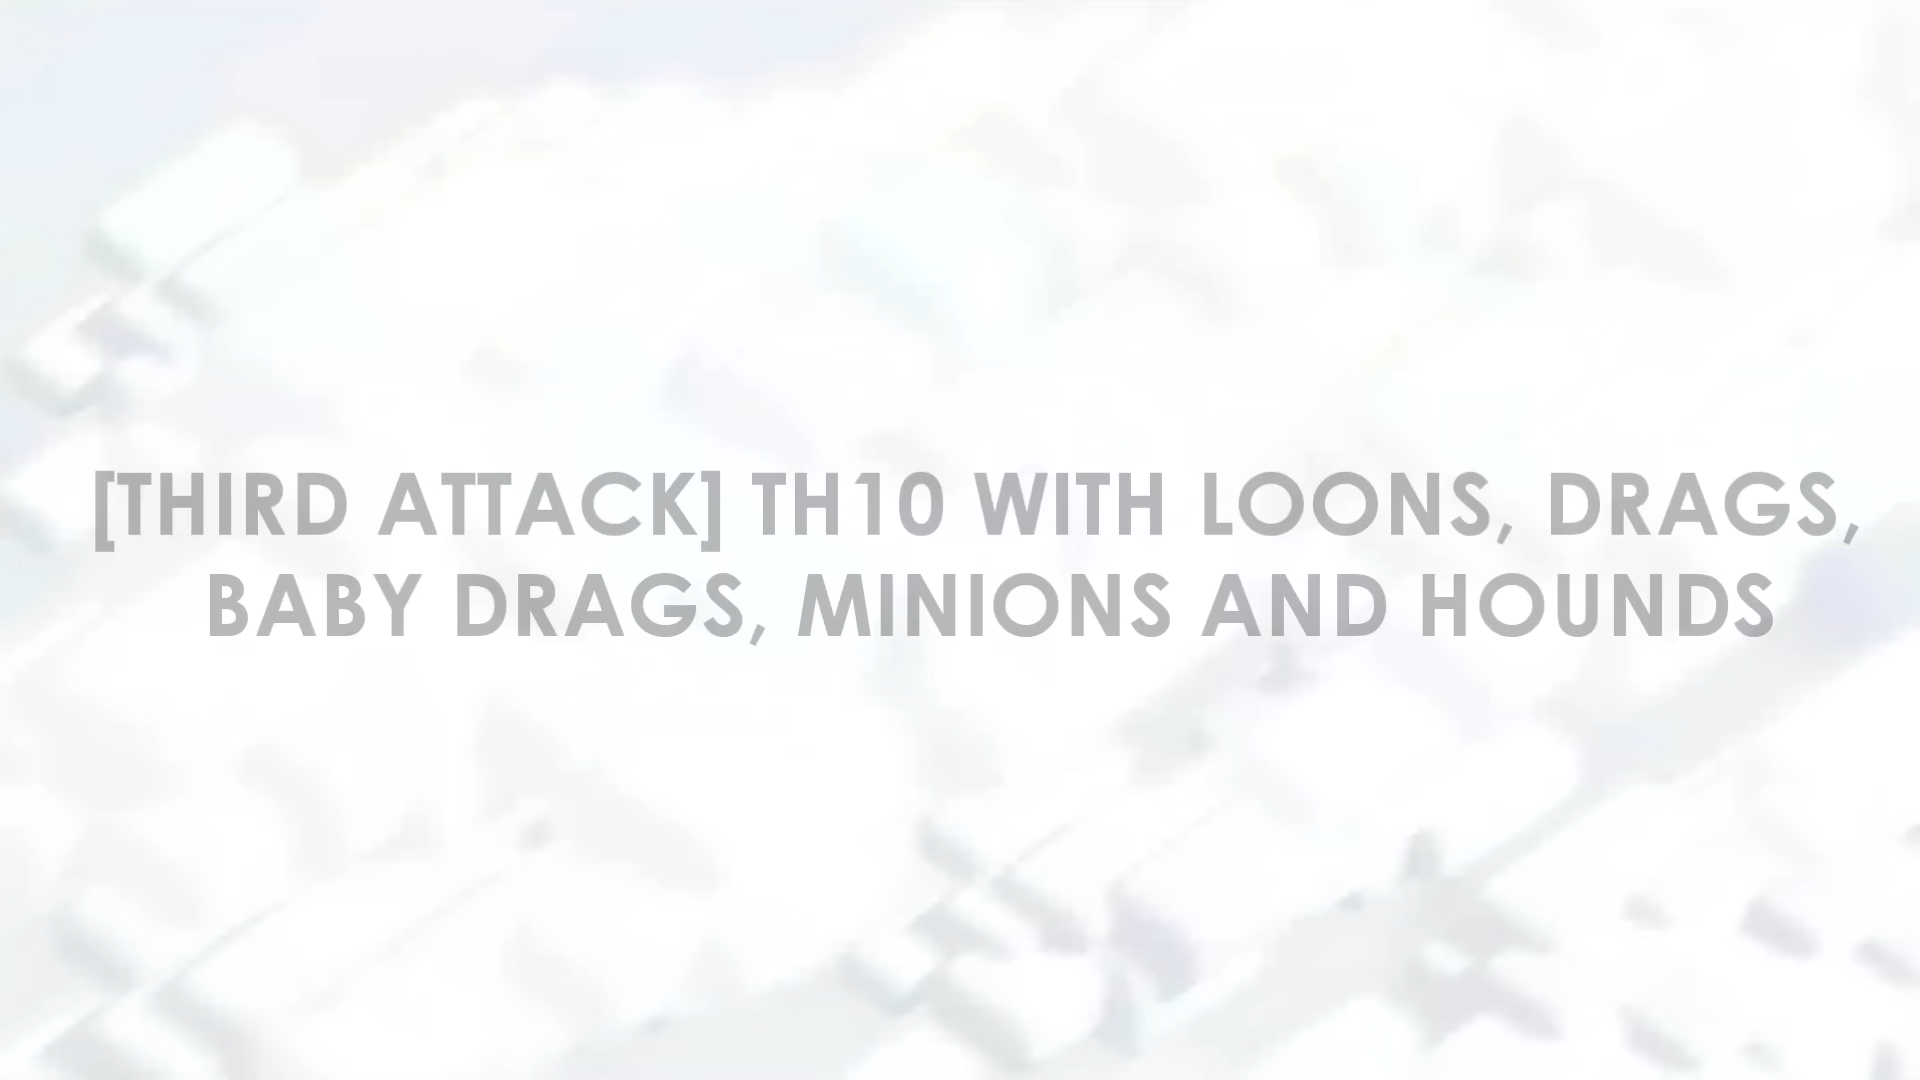 [THIRD ATTACK] TH10 WITH LOONS, DRAGS,
BABY DRAGS, MINIONS AND HOUNDS